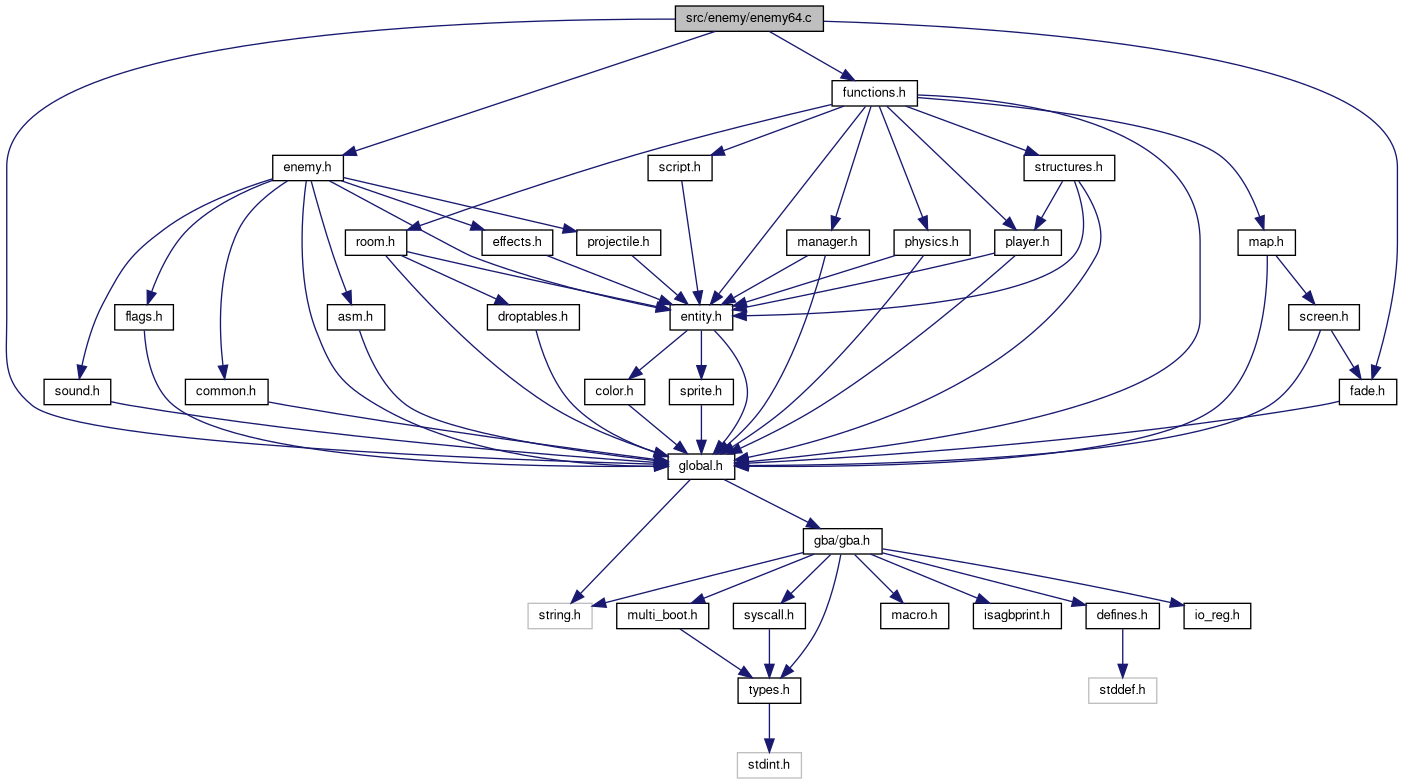 src/enemy/enemy64.c
functions.h
enemy.h
script.h
structures.h
room.h
effects.h
projectile.h
manager.h
physics.h
player.h
map.h
flags.h
asm.h
droptables.h
entity.h
screen.h
sound.h
common.h
color.h
sprite.h
fade.h
global.h
gba/gba.h
string.h
multi_boot.h
syscall.h
macro.h
isagbprint.h
defines.h
io_reg.h
types.h
stddef.h
stdint.h